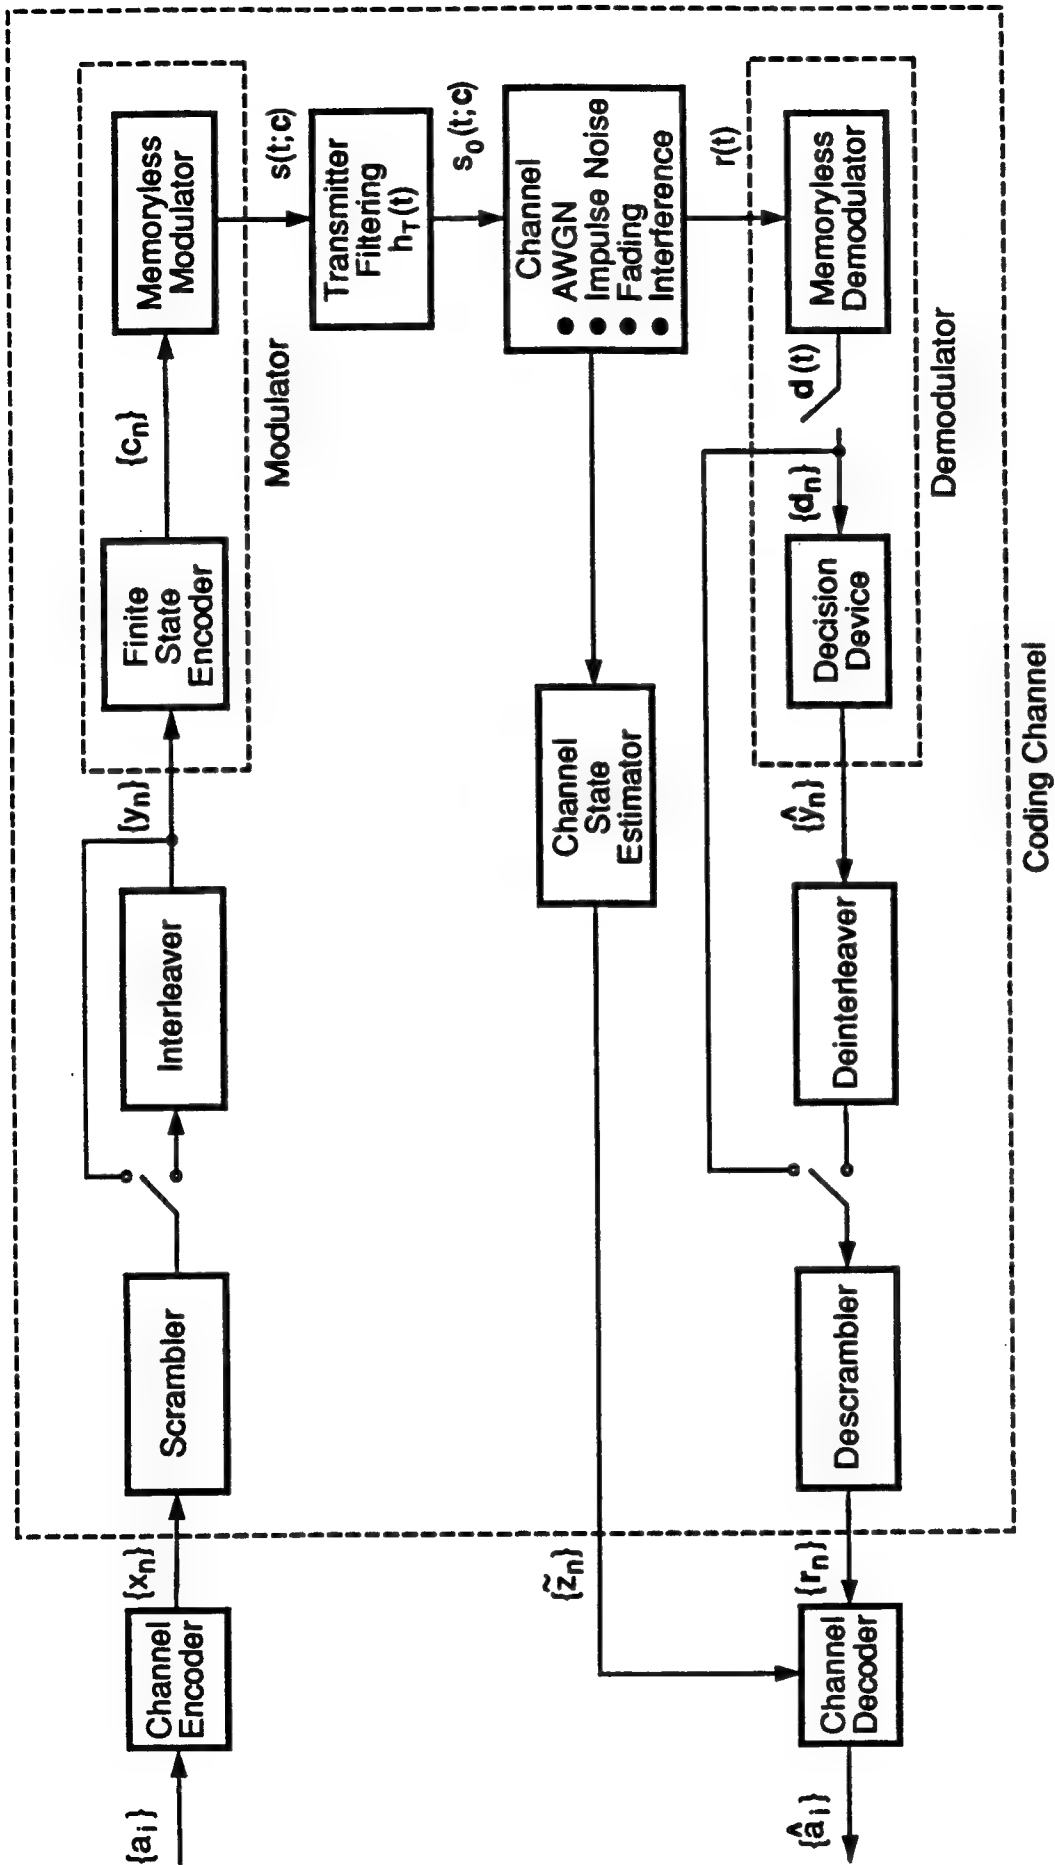 {a_i}
Channel
Encoder
{x_n}
Scrambler
Interleaver
{y_n}
Finite
State
Encoder
{c_n}
Memoryless
Modulator
Modulator
s(t;c)
Transmitter
Filtering
h_T(t)
s_0(t;c)
Channel
● AWGN
● Impulse Noise
● Fading
● Interference
r(t)
Memoryless
Demodulator
d(t)
{d_n}
Decision
Device
Demodulator
{ŷ_n}
Deinterleaver
Descrambler
{r_n}
Channel
Decoder
{â_i}
Channel
State
Estimator
{z̃_n}
Coding Channel